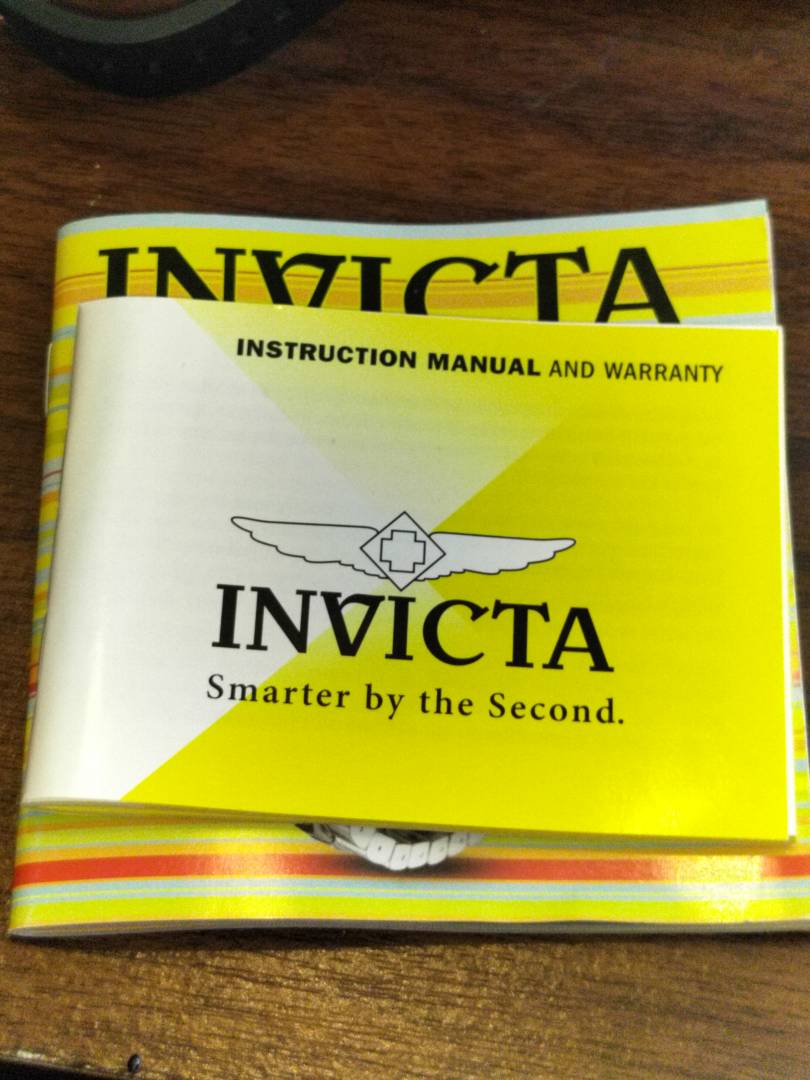 INVICTA
INSTRUCTION MANUAL AND WARRANTY
INVICTA
Smarter by the Second.